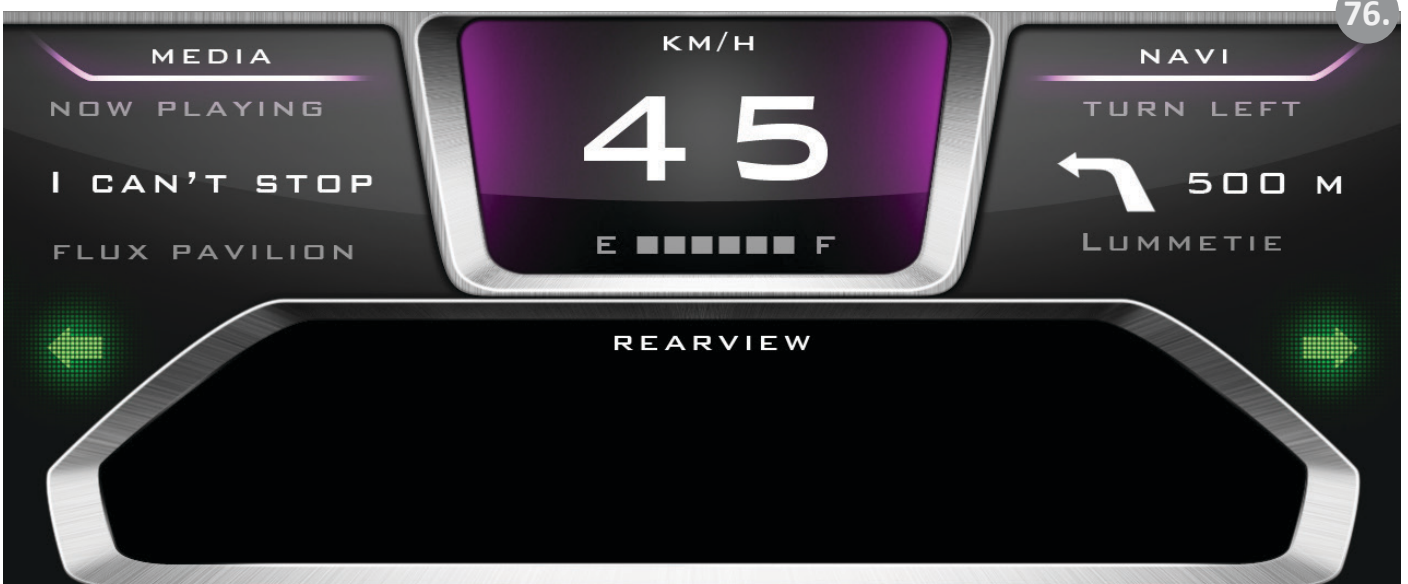 76.
MEDIA
NOW PLAYING
I CAN'T STOP
FLUX PAVILION
KM/H
45
E F
NAVI
TURN LEFT
500 M
LUMMETIE
REARVIEW